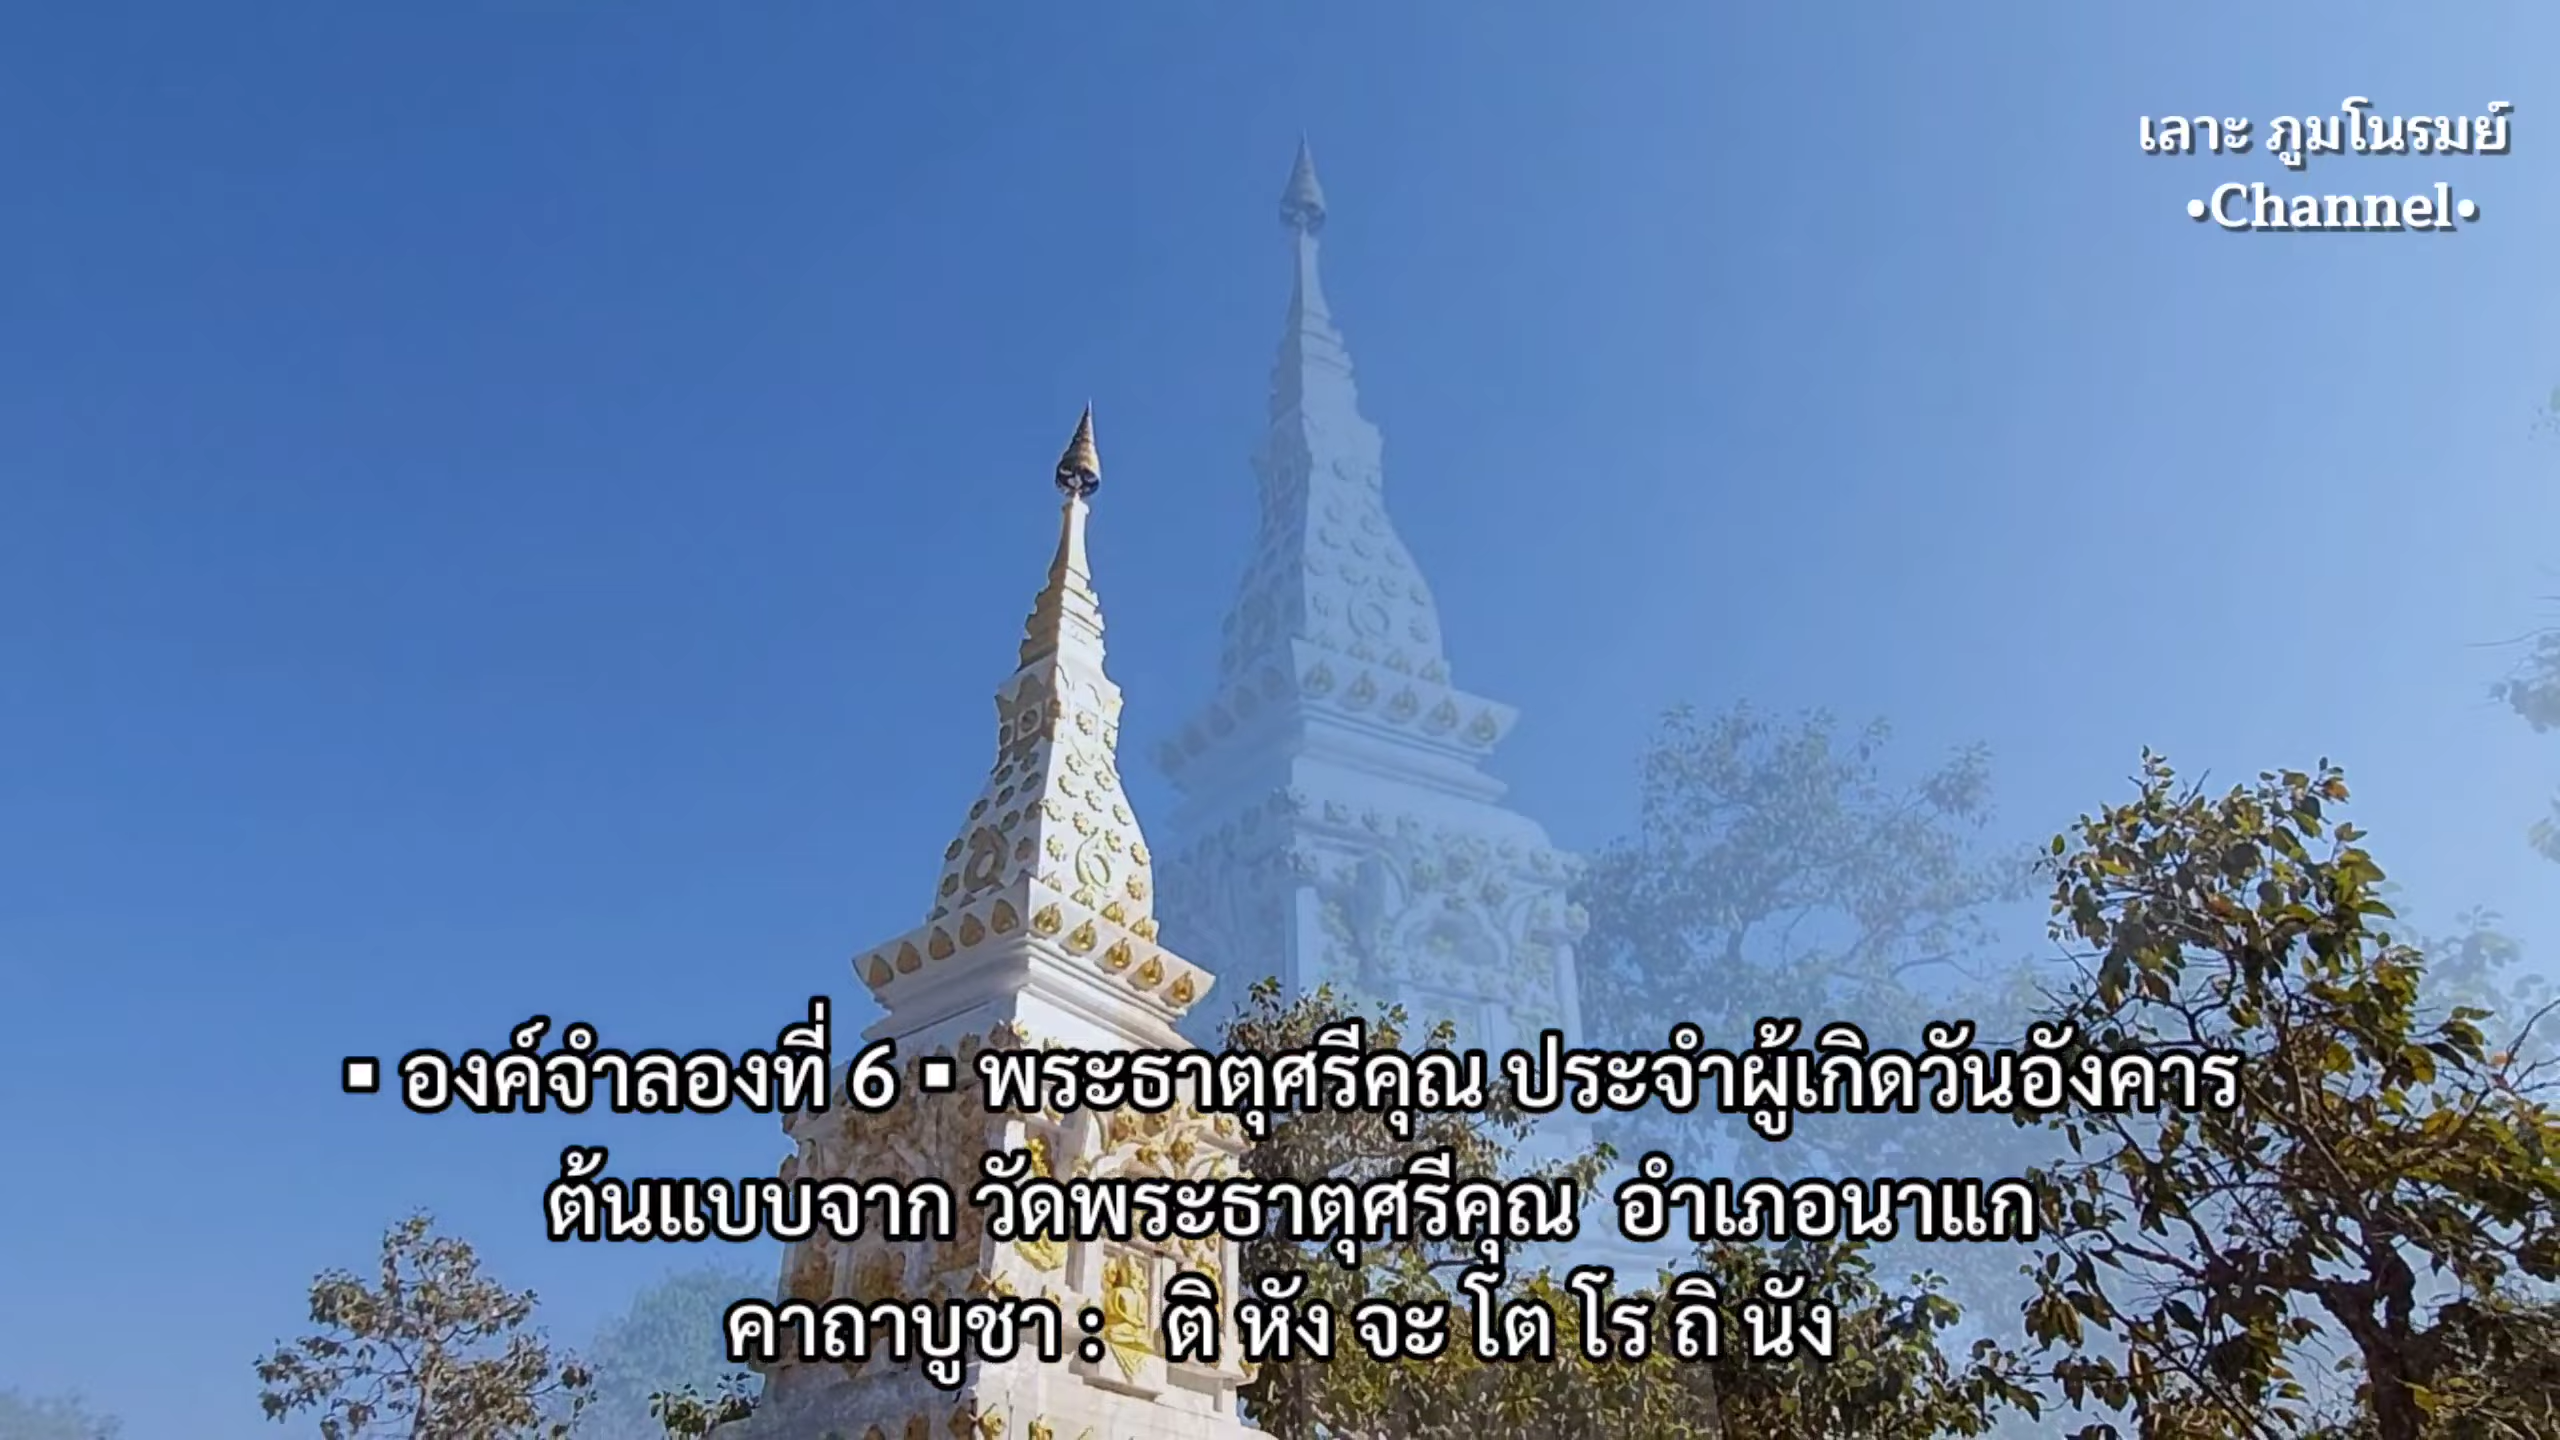 เลาะ ภูมโนรมย์
•Channel•
▪ องค์จำลองที่ 6 ▪ พระธาตุศรีคุณ ประจำผู้เกิดวันอังคาร
ต้นแบบจาก วัดพระธาตุศรีคุณ อำเภอนาแก
คาถาบูชา : ติ หัง จะ โต โร ถิ นัง